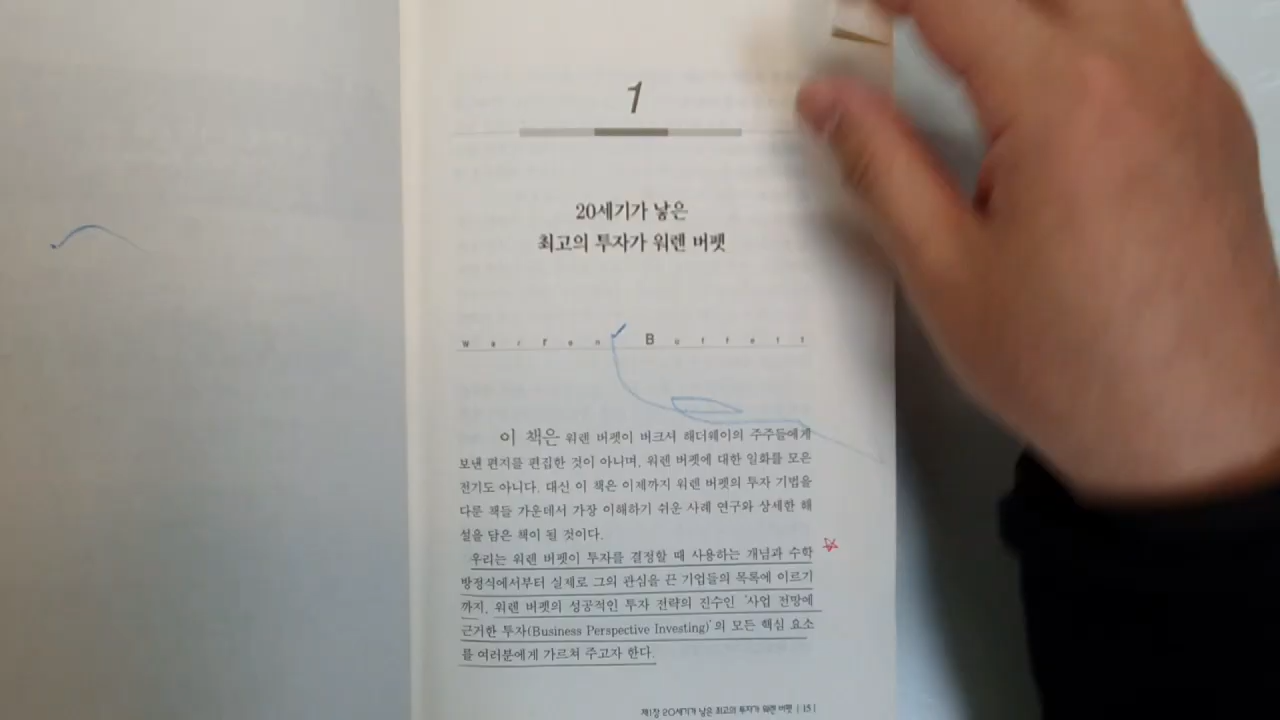 1
20세기가 낳은
최고의 투자가 워렌 버펫
warren Buffett
이 책은 워렌 버펫이 버크셔 해더웨이의 주주들에게
보낸 편지를 편집한 것이 아니며, 워렌 버펫에 대한 일화를 모은
전기도 아니다. 대신 이 책은 이제까지 워렌 버펫의 투자 기법을
다룬 책들 가운데서 가장 이해하기 쉬운 사례 연구와 상세한 해
설을 담은 책이 될 것이다.
우리는 워렌 버펫이 투자를 결정할 때 사용하는 개념과 수학
방정식에서부터 실제로 그의 관심을 끈 기업들의 목록에 이르기
까지, 워렌 버펫의 성공적인 투자 전략의 진수인 '사업 전망에
근거한 투자(Business Perspective Investing)'의 모든 핵심 요소
를 여러분에게 가르쳐 주고자 한다.
제1장 20세기가 낳은 최고의 투자가 워렌 버펫 | 15 |